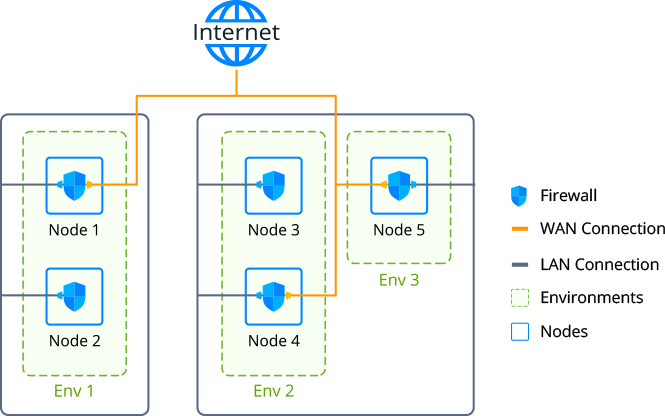 Internet
Node 1
Node 2
Env 1
Node 3
Node 4
Env 2
Node 5
Env 3
Firewall
WAN Connection
LAN Connection
Environments
Nodes